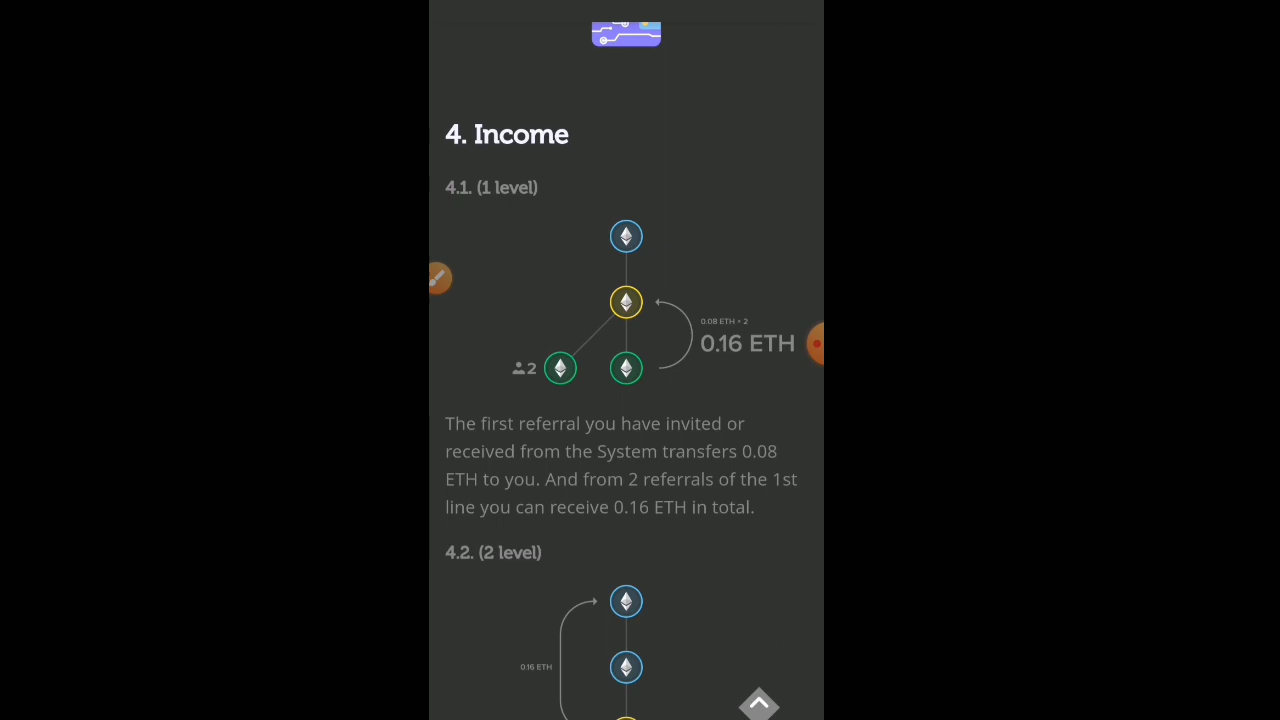 4. Income
4.1. (1 level)
0.08 ETH × 2
0.16 ETH
2
The first referral you have invited or
received from the System transfers 0.08
ETH to you. And from 2 referrals of the 1st
line you can receive 0.16 ETH in total.
4.2. (2 level)
0.16 ETH